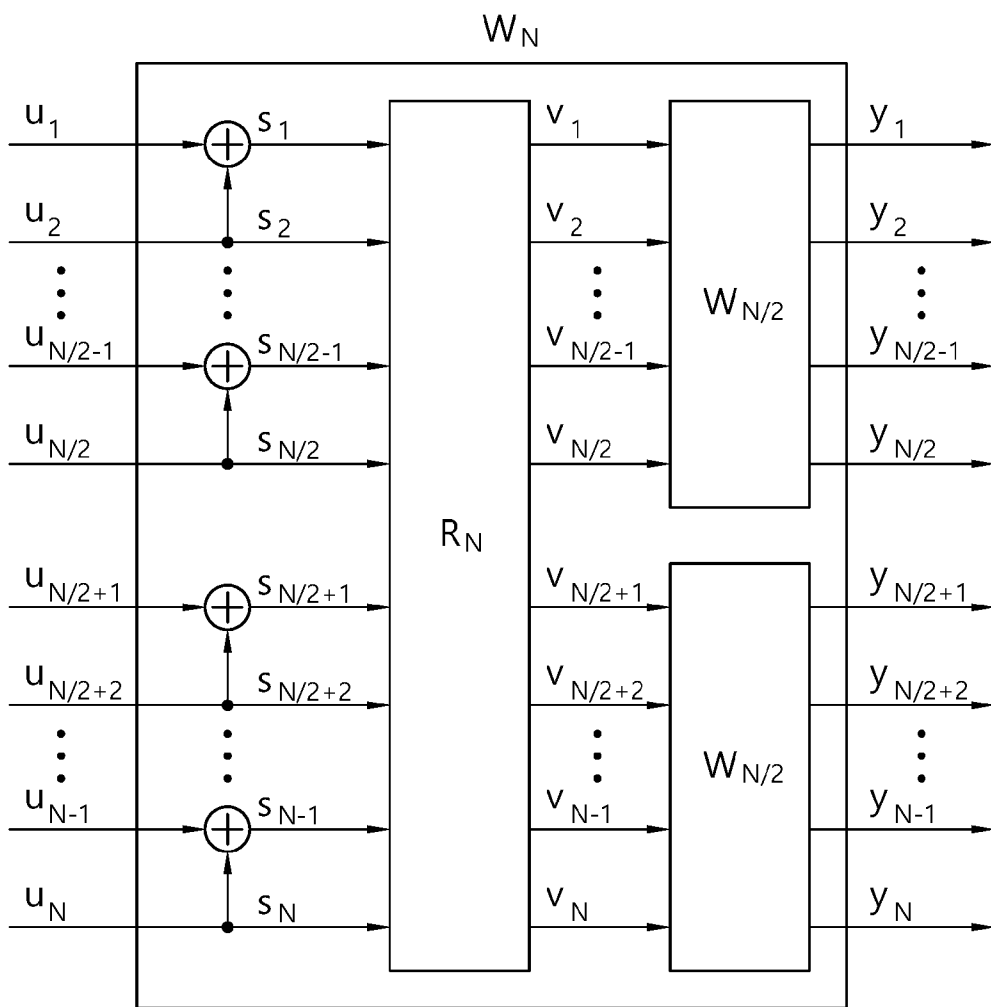 W_N
u_1 s_1 v_1 y_1
u_2 s_2 v_2 y_2
W_{N/2}
u_{N/2-1} s_{N/2-1} v_{N/2-1} y_{N/2-1}
u_{N/2} s_{N/2} v_{N/2} y_{N/2}
R_N
u_{N/2+1} s_{N/2+1} v_{N/2+1} y_{N/2+1}
u_{N/2+2} s_{N/2+2} v_{N/2+2} y_{N/2+2}
W_{N/2}
u_{N-1} s_{N-1} v_{N-1} y_{N-1}
u_N s_N v_N y_N